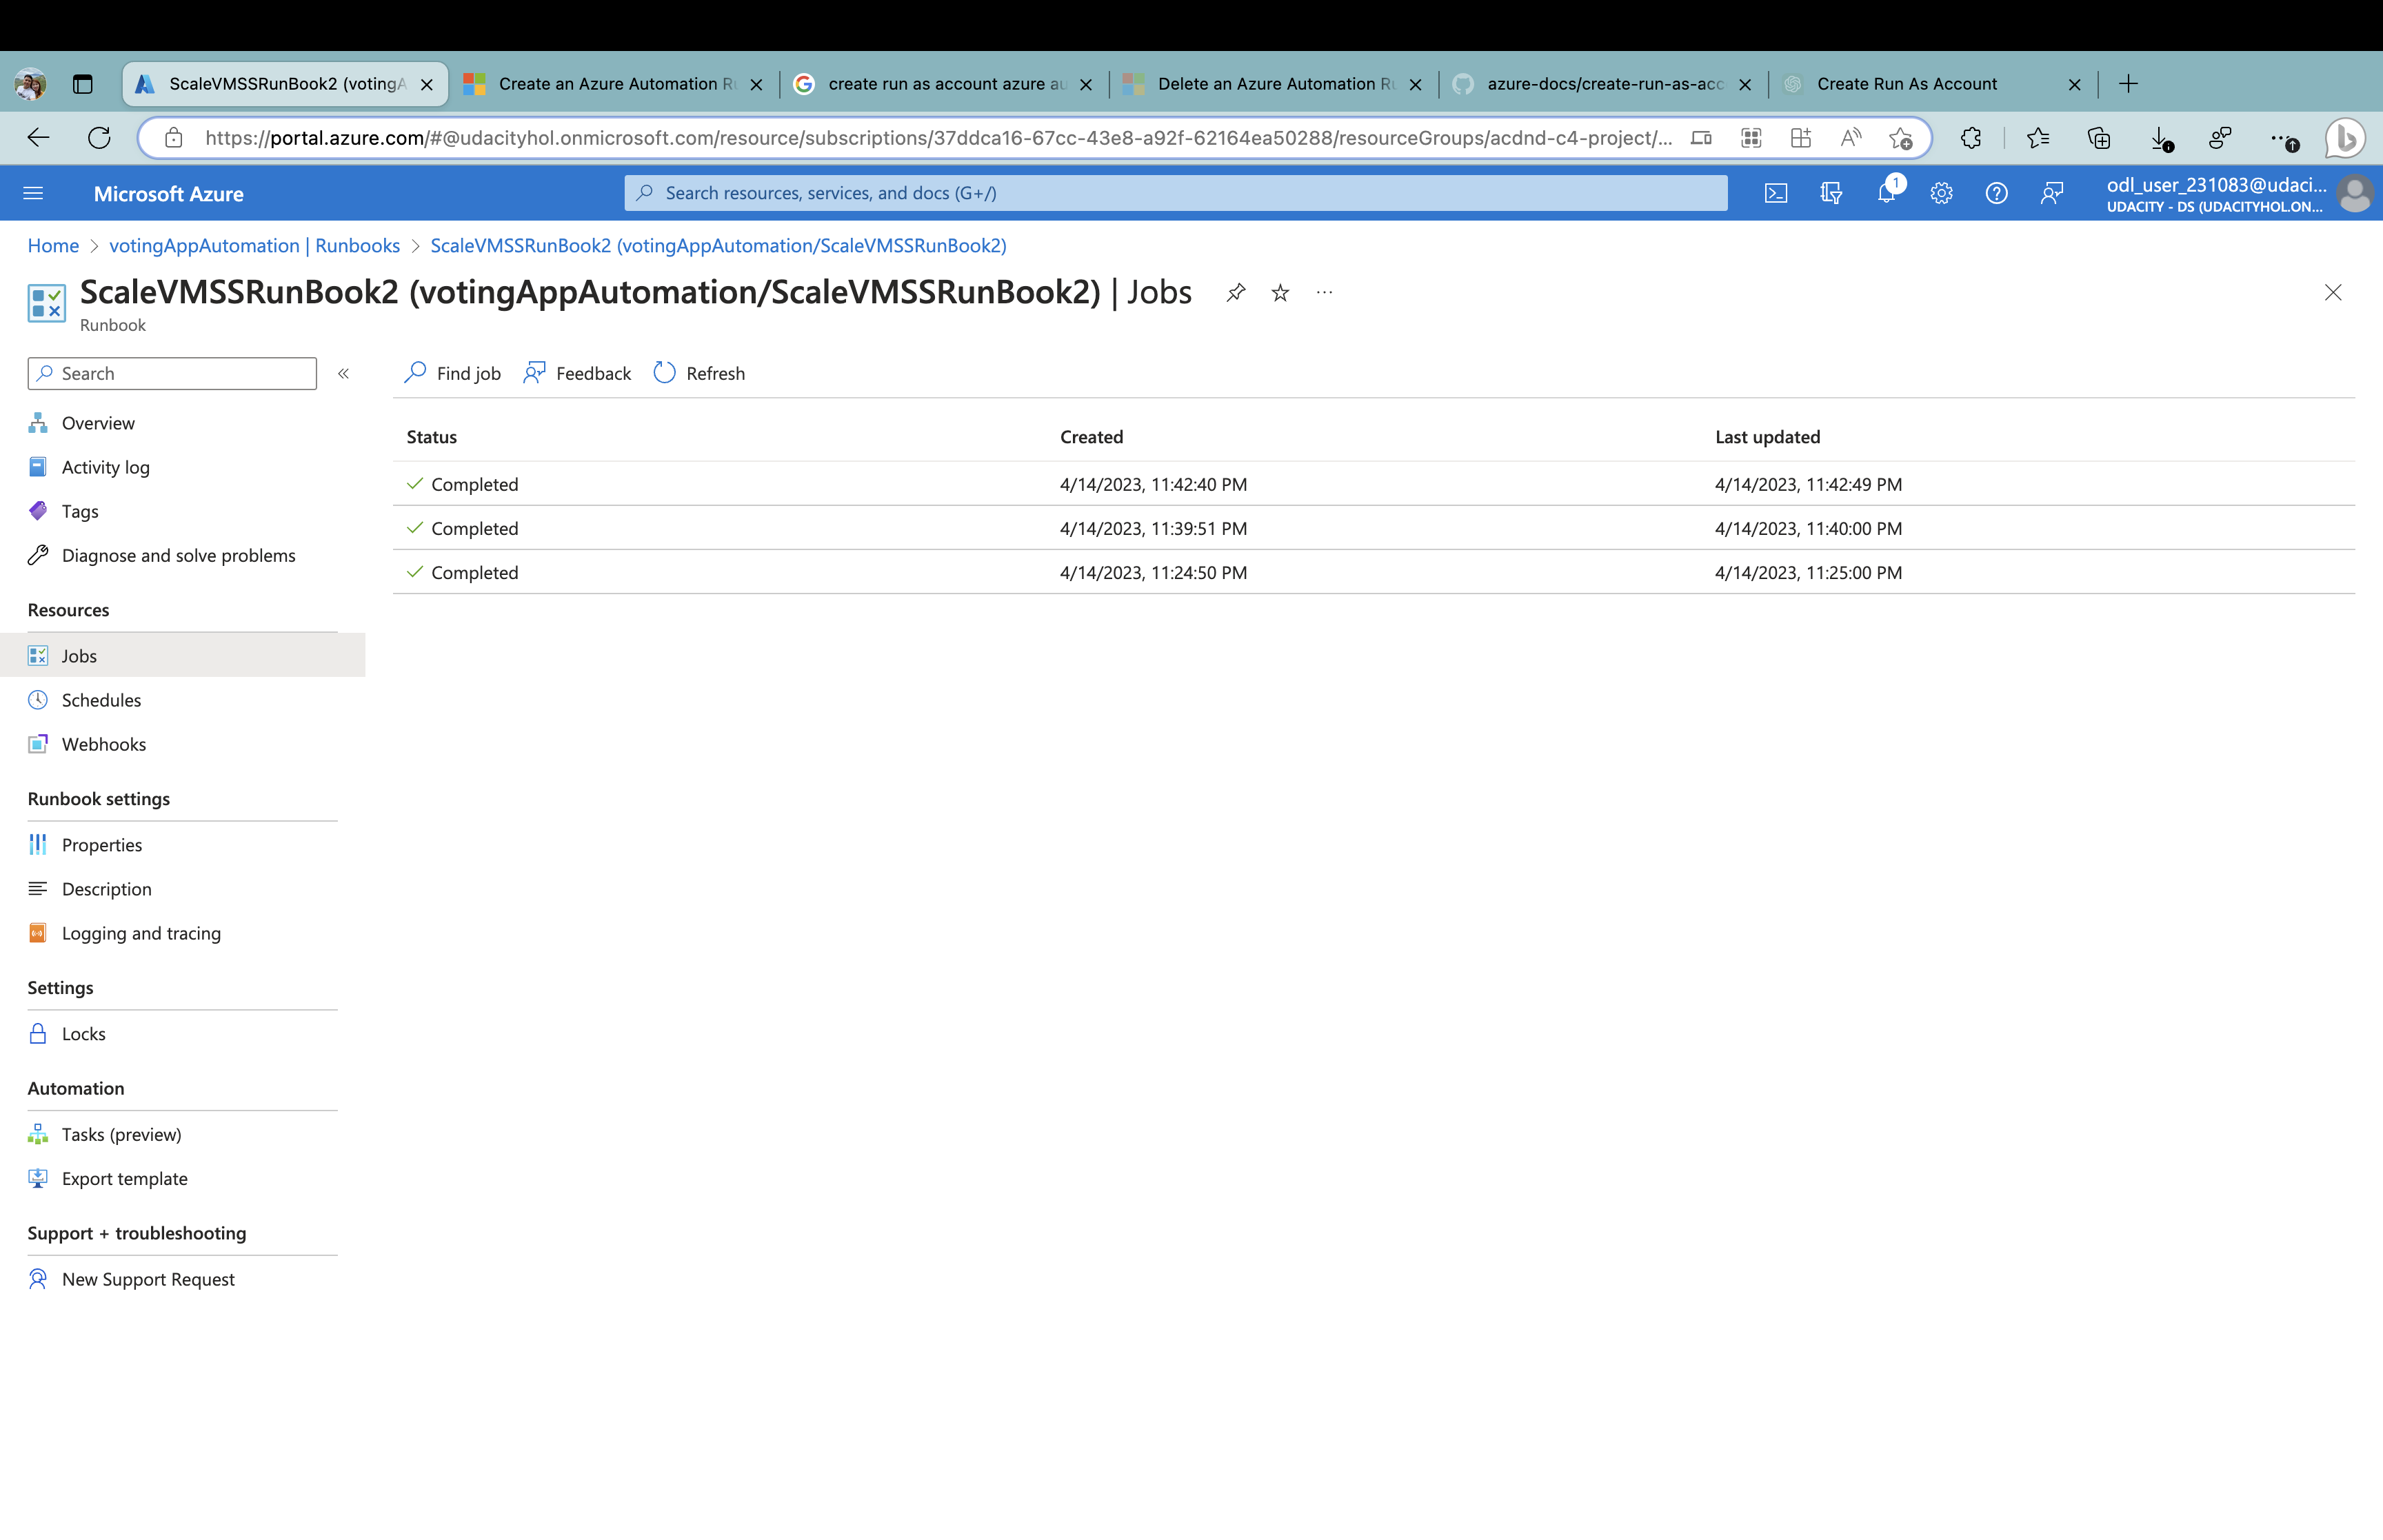 ScaleVMSSRunBook2 (votingA
Create an Azure Automation Ru
create run as account azure au
Delete an Azure Automation Ru
azure-docs/create-run-as-acc
Create Run As Account
https://portal.azure.com/#@udacityhol.onmicrosoft.com/resource/subscriptions/37ddca16-67cc-43e8-a92f-62164ea50288/resourceGroups/acdnd-c4-project/...
Microsoft Azure
Search resources, services, and docs (G+/)
1
odl_user_231083@udaci...
UDACITY - DS (UDACITYHOL.ON...
Home > votingAppAutomation | Runbooks > ScaleVMSSRunBook2 (votingAppAutomation/ScaleVMSSRunBook2)
ScaleVMSSRunBook2 (votingAppAutomation/ScaleVMSSRunBook2) | Jobs
Runbook
Search
Find job Feedback Refresh
Overview
Activity log
Tags
Diagnose and solve problems
Resources
Jobs
Schedules
Webhooks
Runbook settings
Properties
Description
Logging and tracing
Settings
Locks
Automation
Tasks (preview)
Export template
Support + troubleshooting
New Support Request
Status Created Last updated
Completed 4/14/2023, 11:42:40 PM 4/14/2023, 11:42:49 PM
Completed 4/14/2023, 11:39:51 PM 4/14/2023, 11:40:00 PM
Completed 4/14/2023, 11:24:50 PM 4/14/2023, 11:25:00 PM